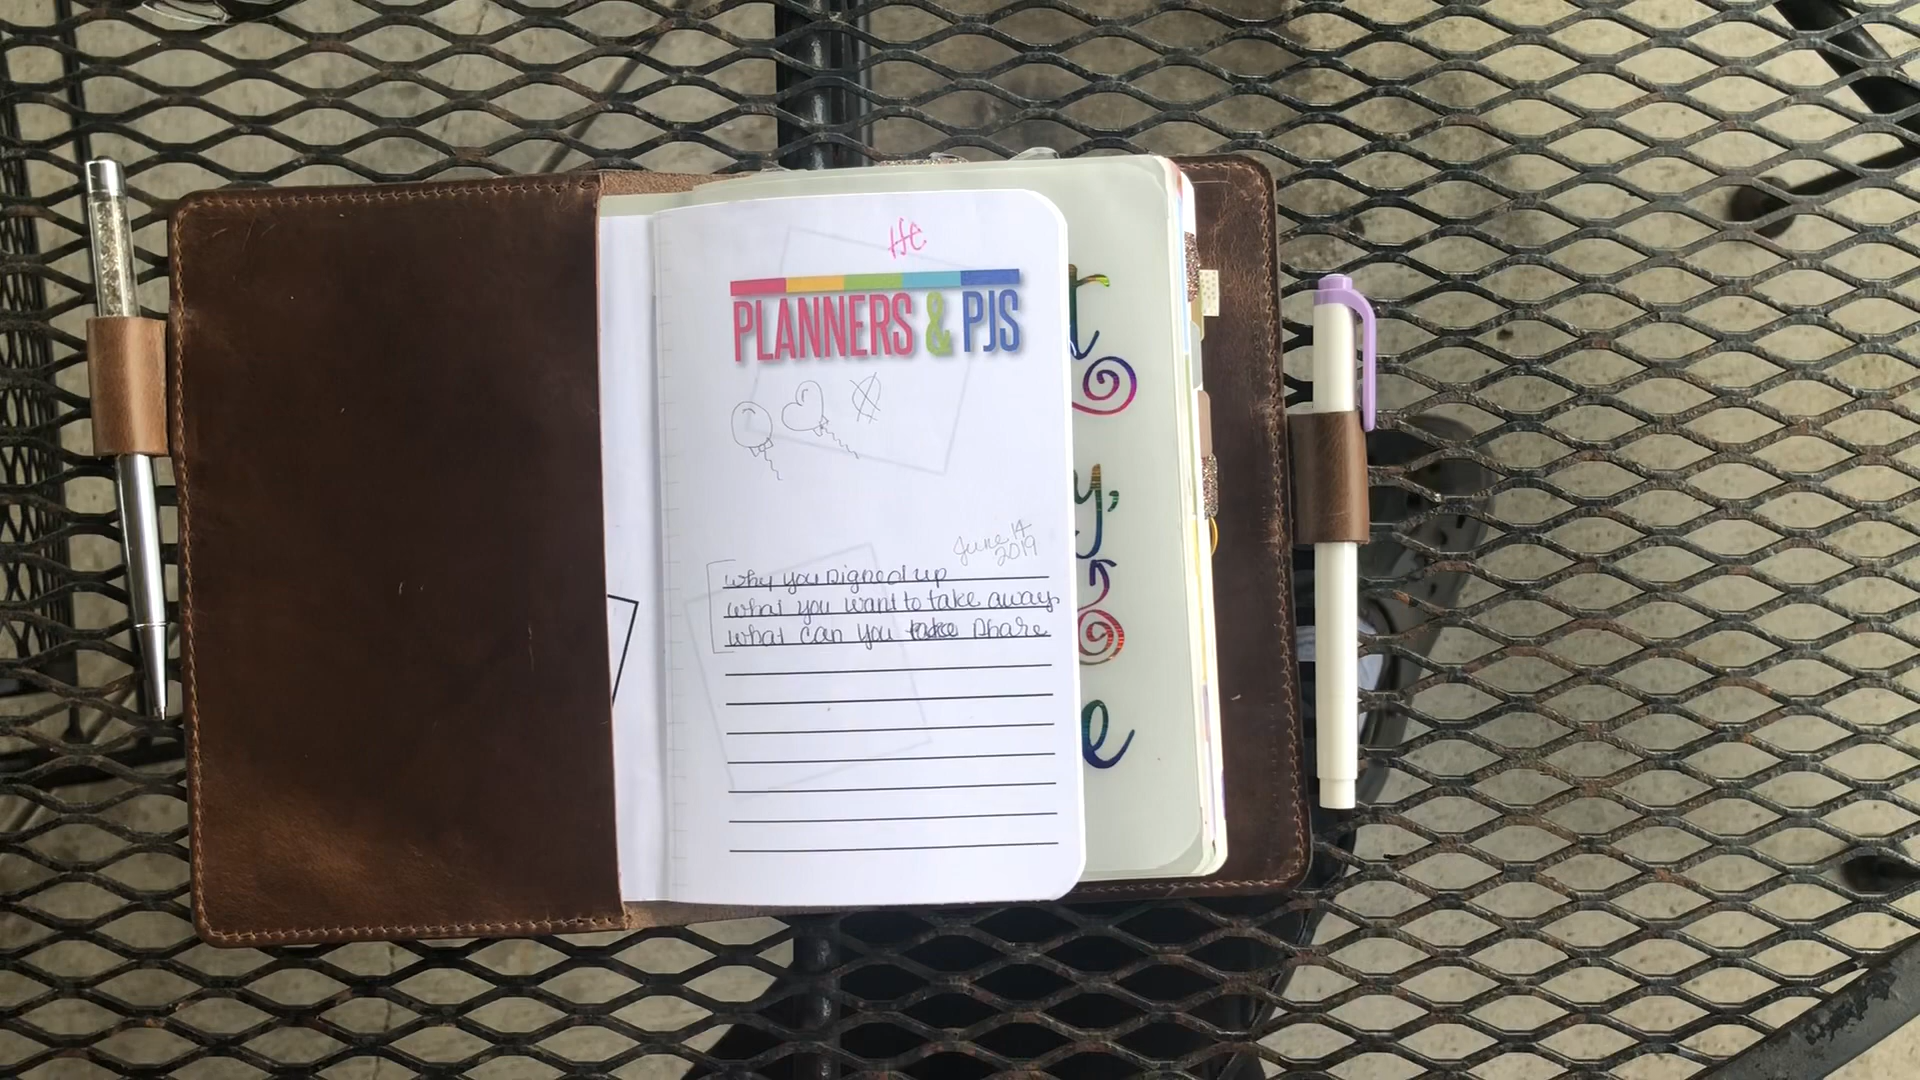 PLANNERS & PJS
June 14
2019
Why you signed up
what you want to take away
what can you take share
t
y,
e